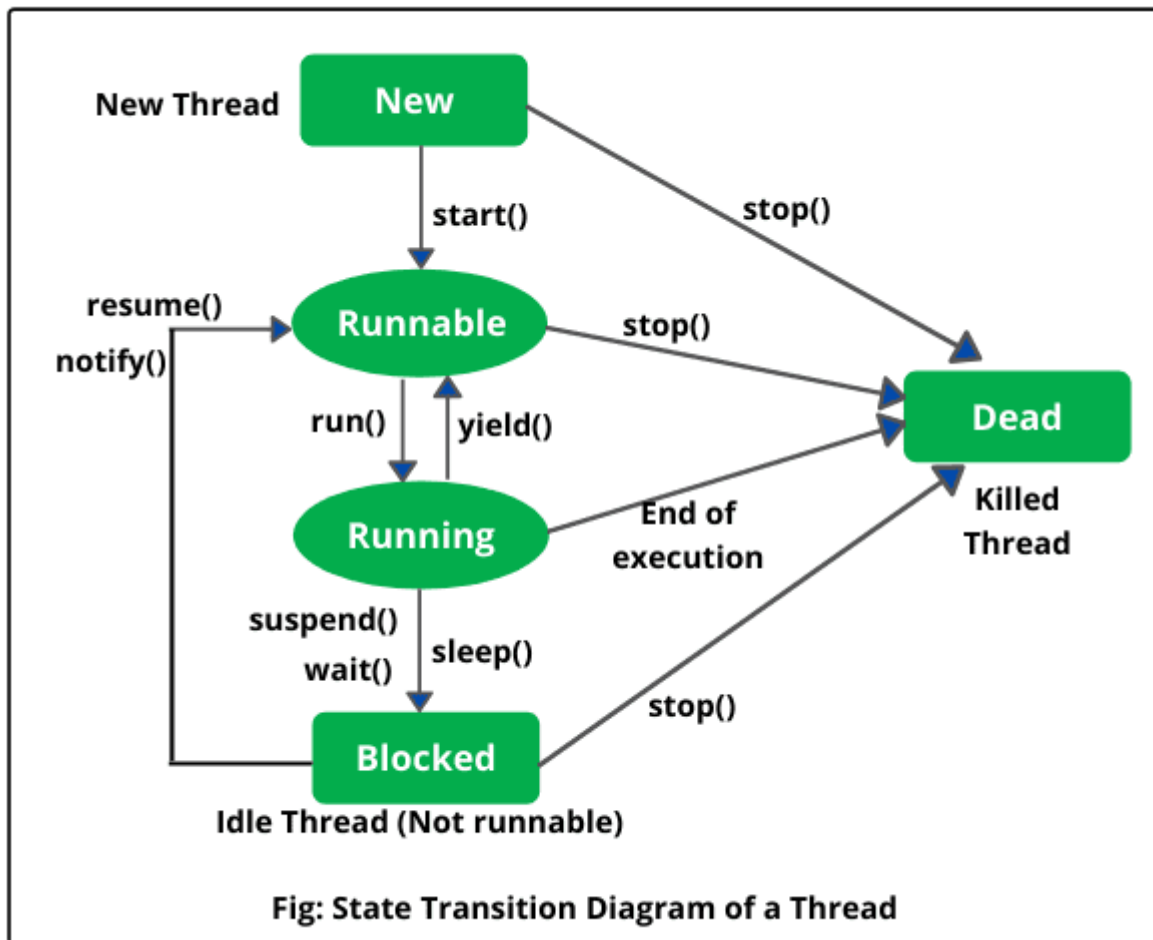 New Thread
New
start()
stop()
resume()
notify()
Runnable
stop()
run()
yield()
Dead
Killed
Thread
Running
End of
execution
suspend()
wait()
sleep()
stop()
Blocked
Idle Thread (Not runnable)
Fig: State Transition Diagram of a Thread